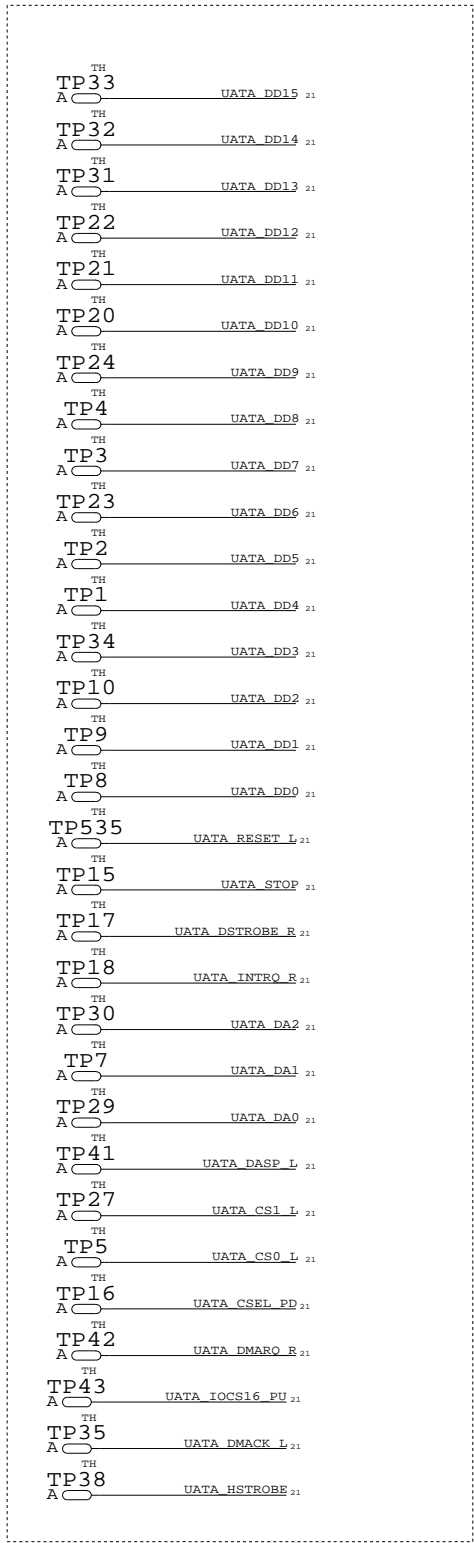 TH
TP33
A UATA_DD15 21
TH
TP32
A UATA_DD14 21
TH
TP31
A UATA_DD13 21
TH
TP22
A UATA_DD12 21
TH
TP21
A UATA_DD11 21
TH
TP20
A UATA_DD10 21
TH
TP24
A UATA_DD9 21
TH
TP4
A UATA_DD8 21
TH
TP3
A UATA_DD7 21
TH
TP23
A UATA_DD6 21
TH
TP2
A UATA_DD5 21
TH
TP1
A UATA_DD4 21
TH
TP34
A UATA_DD3 21
TH
TP10
A UATA_DD2 21
TH
TP9
A UATA_DD1 21
TH
TP8
A UATA_DD0 21
TH
TP535
A UATA_RESET_L 21
TH
TP15
A UATA_STOP 21
TH
TP17
A UATA_DSTROBE_R 21
TH
TP18
A UATA_INTRQ_R 21
TH
TP30
A UATA_DA2 21
TH
TP7
A UATA_DA1 21
TH
TP29
A UATA_DA0 21
TH
TP41
A UATA_DASP_L 21
TH
TP27
A UATA_CS1_L 21
TH
TP5
A UATA_CS0_L 21
TH
TP16
A UATA_CSEL_PD 21
TH
TP42
A UATA_DMARQ_R 21
TH
TP43
A UATA_IOCS16_PU 21
TH
TP35
A UATA_DMACK_L 21
TH
TP38
A UATA_HSTROBE 21